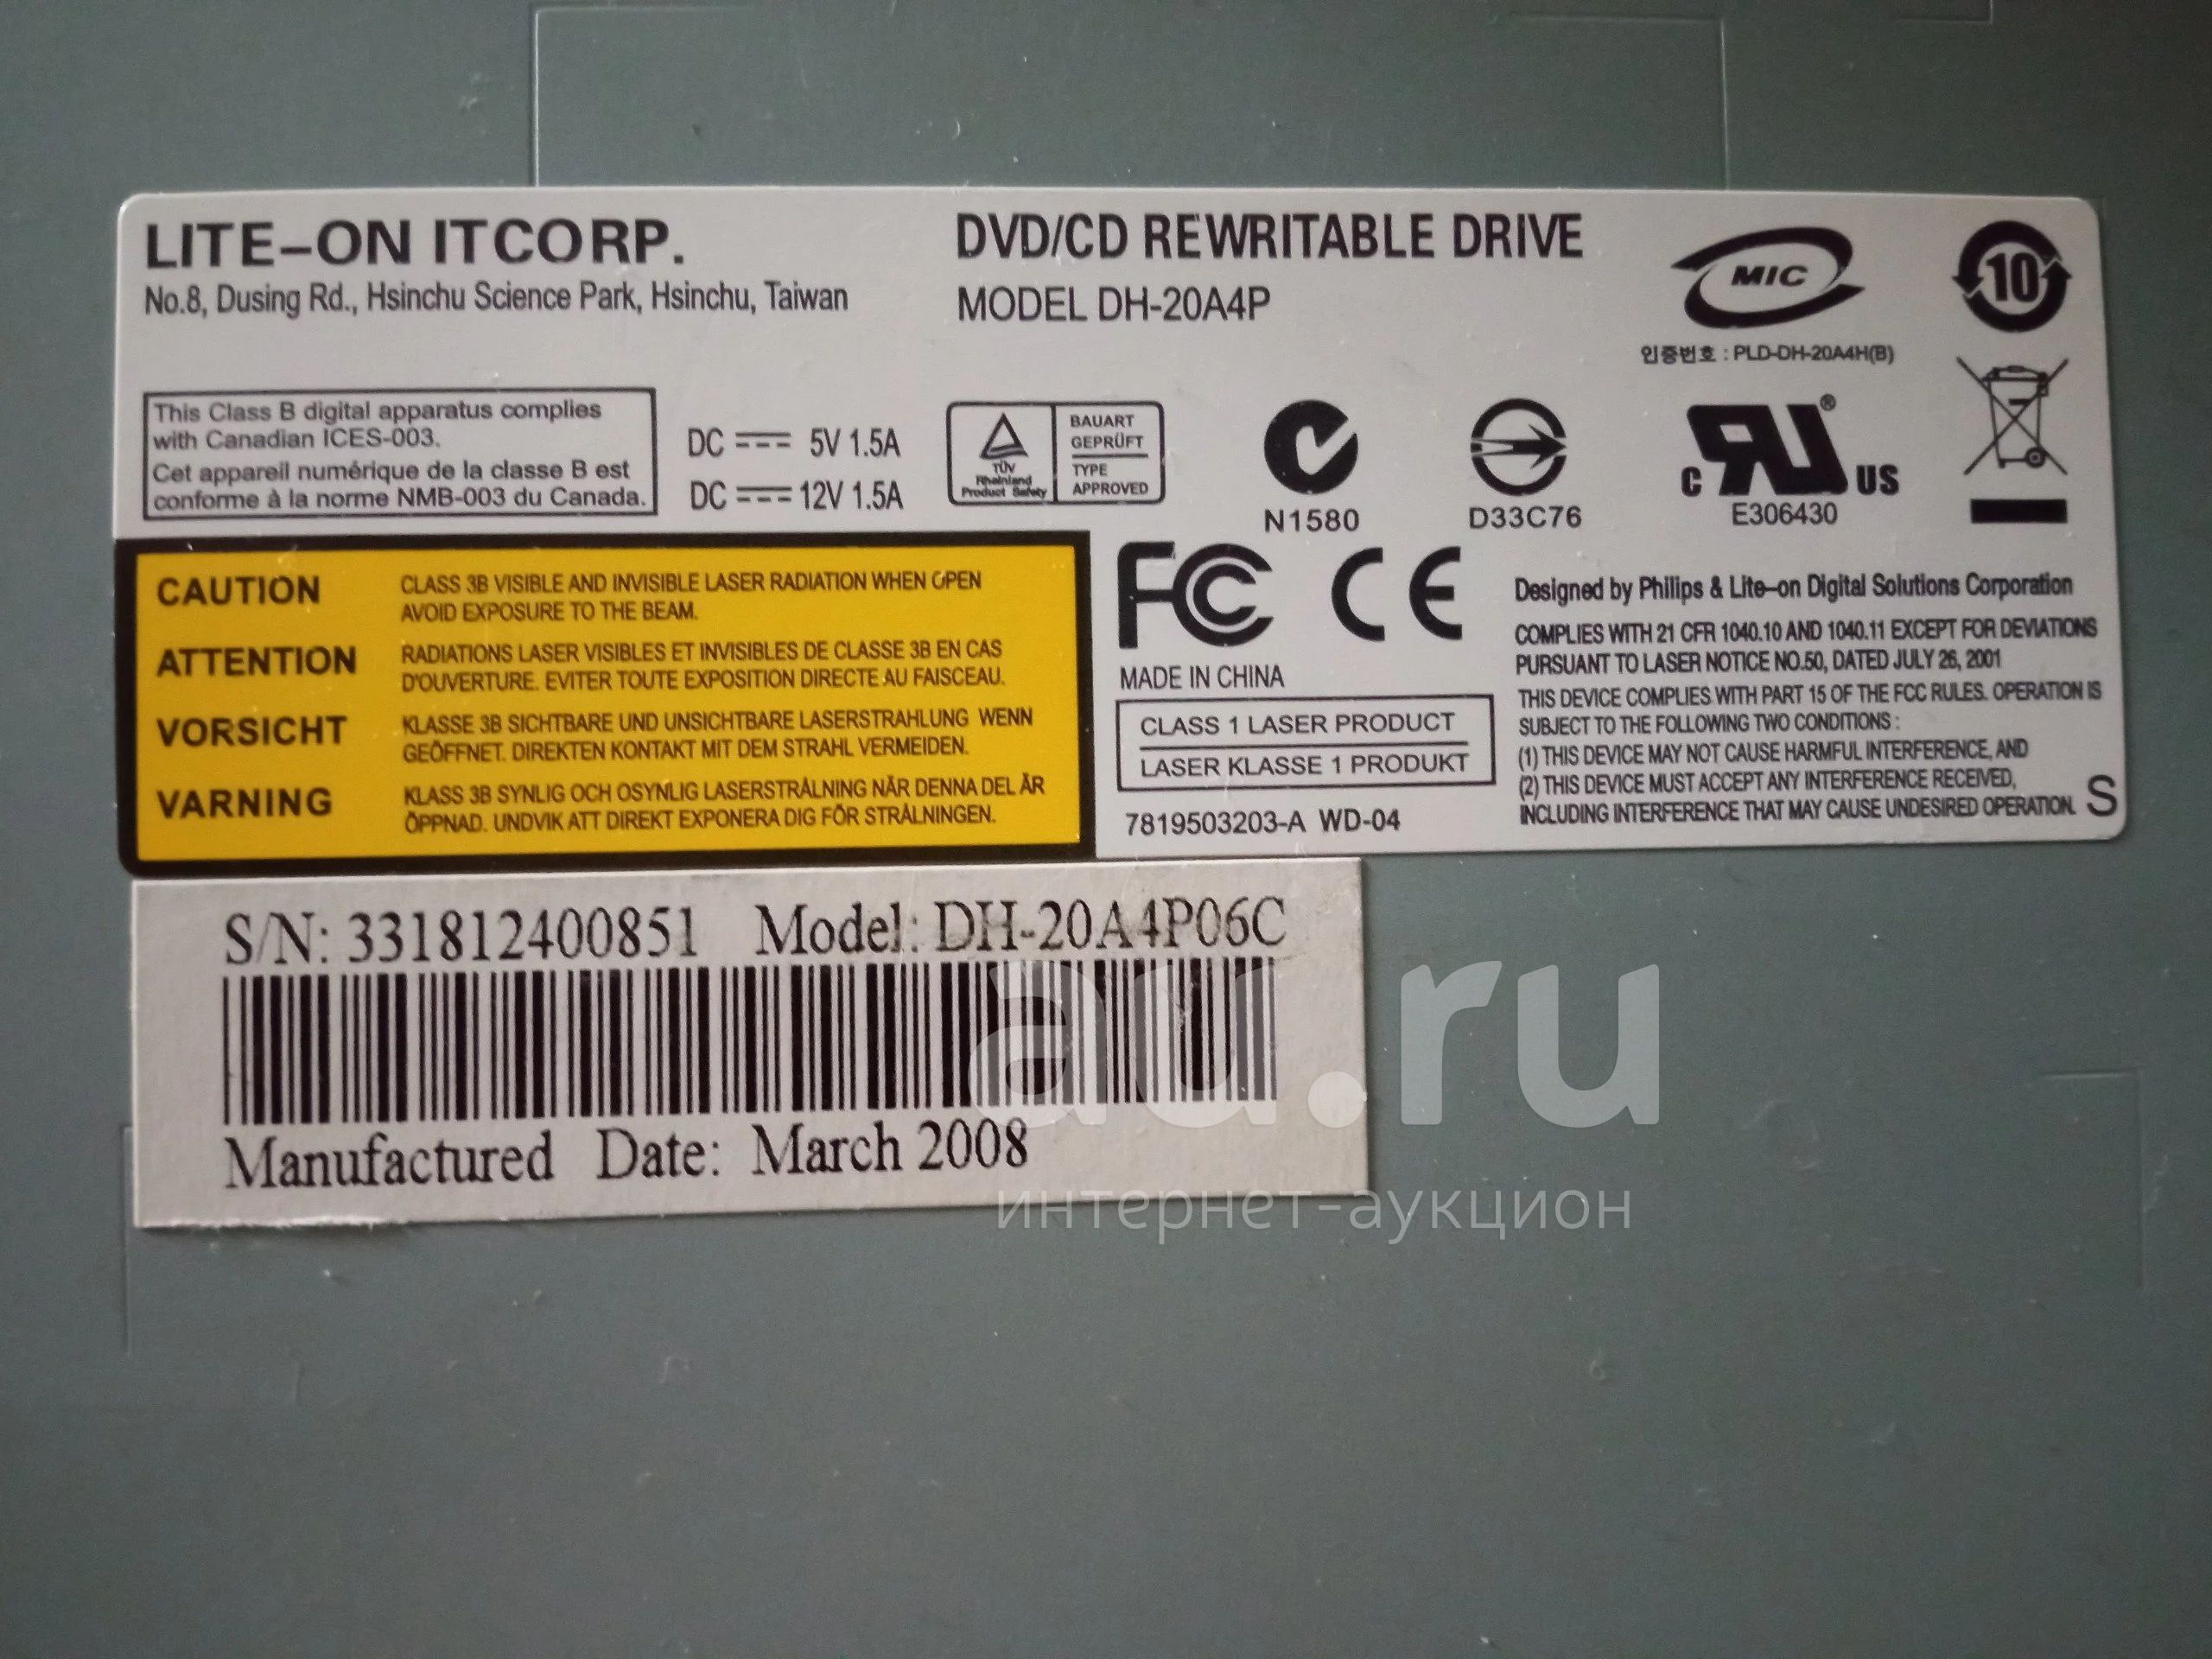 LITE-ON IT CORP.
No.8, Dusing Rd., Hsinchu Science Park, Hsinchu, Taiwan
DVD/CD REWRITABLE DRIVE
MODEL DH-20A4P
MIC
인증번호 : PLD-DH-20A4H(B)
10
This Class B digital apparatus complies
with Canadian ICES-003.
Cet appareil numérique de la classe B est
conforme à la norme NMB-003 du Canada.
DC 5V 1.5A
DC 12V 1.5A
TÜV
Rheinland
Product Safety
BAUART
GEPRÜFT
TYPE
APPROVED
N1580
D33C76
C RU ® US
E306430
CAUTION
CLASS 3B VISIBLE AND INVISIBLE LASER RADIATION WHEN OPEN
AVOID EXPOSURE TO THE BEAM.
ATTENTION
RADIATIONS LASER VISIBLES ET INVISIBLES DE CLASSE 3B EN CAS
D'OUVERTURE. EVITER TOUTE EXPOSITION DIRECTE AU FAISCEAU.
VORSICHT
KLASSE 3B SICHTBARE UND UNSICHTBARE LASERSTRAHLUNG WENN
GEÖFFNET. DIREKTEN KONTAKT MIT DEM STRAHL VERMEIDEN.
VARNING
KLASS 3B SYNLIG OCH OSYNLIG LASERSTRÅLNING NÄR DENNA DEL ÄR
ÖPPNAD. UNDVIK ATT DIREKT EXPONERA DIG FÖR STRÅLNINGEN.
FC CE
MADE IN CHINA
CLASS 1 LASER PRODUCT
LASER KLASSE 1 PRODUKT
7819503203-A WD-04
Designed by Philips & Lite-on Digital Solutions Corporation
COMPLIES WITH 21 CFR 1040.10 AND 1040.11 EXCEPT FOR DEVIATIONS
PURSUANT TO LASER NOTICE NO.50, DATED JULY 26, 2001
THIS DEVICE COMPLIES WITH PART 15 OF THE FCC RULES. OPERATION IS
SUBJECT TO THE FOLLOWING TWO CONDITIONS :
(1) THIS DEVICE MAY NOT CAUSE HARMFUL INTERFERENCE, AND
(2) THIS DEVICE MUST ACCEPT ANY INTERFERENCE RECEIVED,
INCLUDING INTERFERENCE THAT MAY CAUSE UNDESIRED OPERATION. S
S/N: 331812400851 Model: DH-20A4P06C
Manufactured Date: March 2008
au.ru
интернет-аукцион